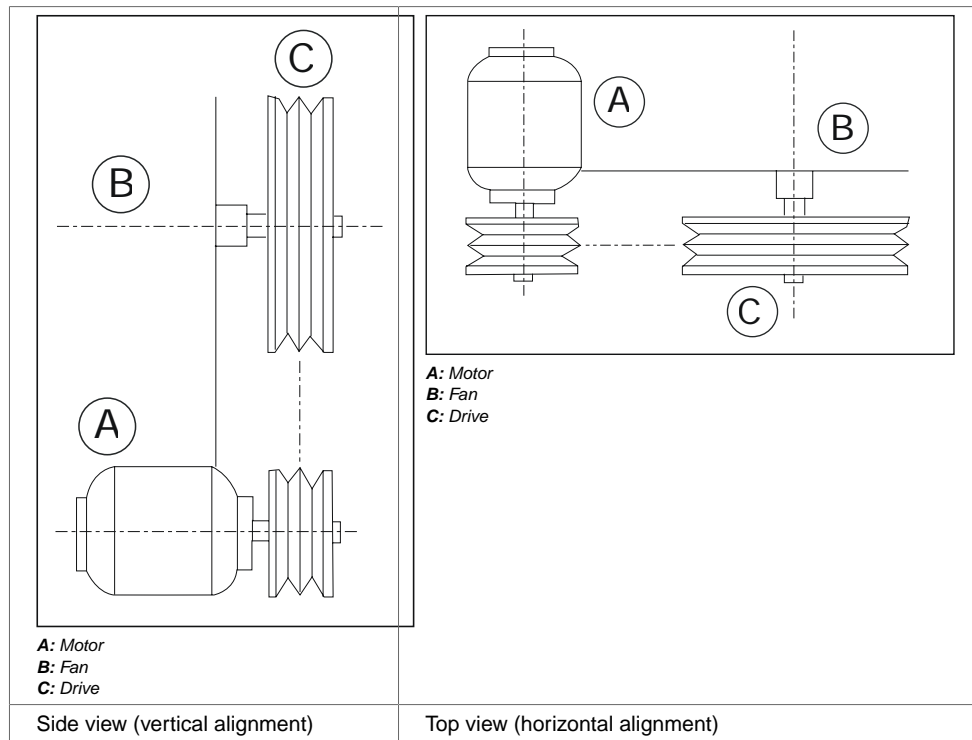 C
B
A
A: Motor
B: Fan
C: Drive
A
B
C
A: Motor
B: Fan
C: Drive
Side view (vertical alignment)
Top view (horizontal alignment)